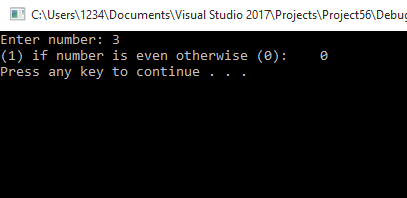 C:\Users\1234\Documents\Visual Studio 2017\Projects\Project56\Debug
Enter number: 3
(1) if number is even otherwise (0):    0
Press any key to continue . . .